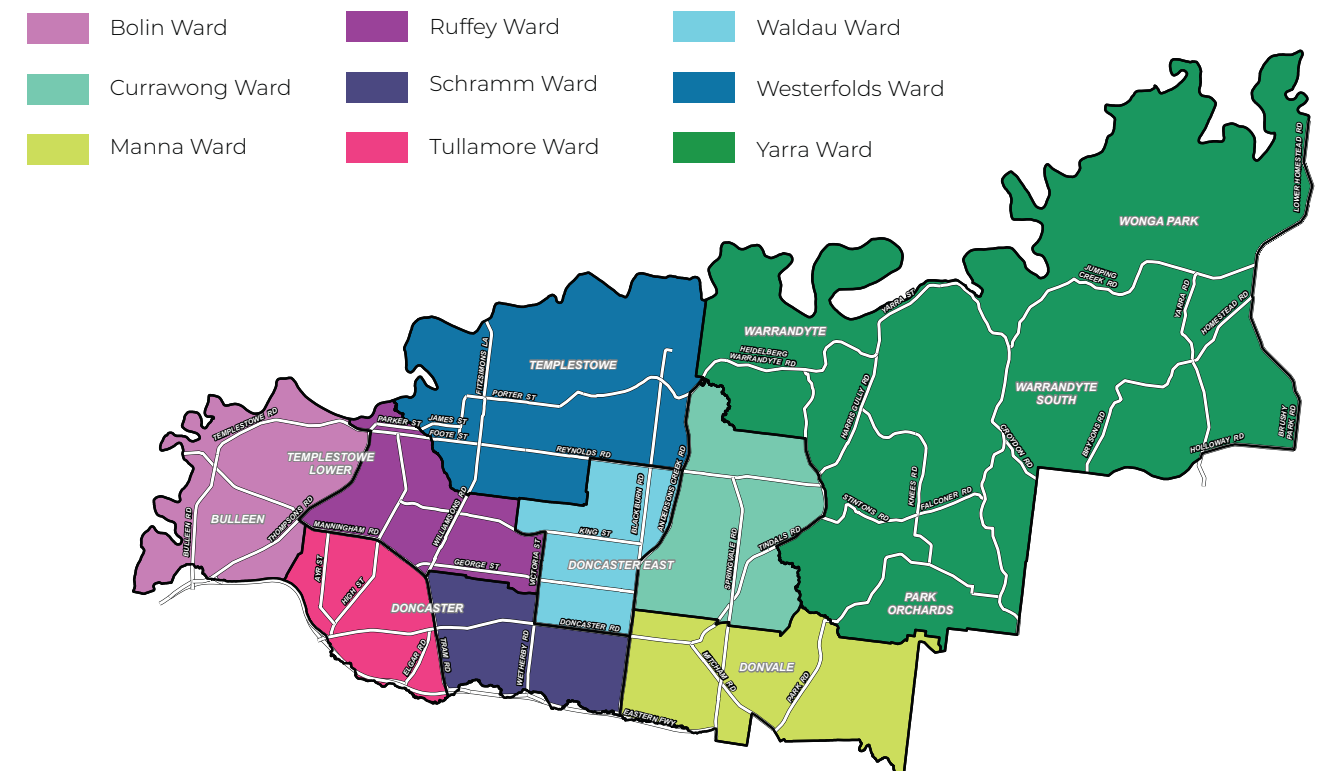 Bolin Ward
Ruffey Ward
Waldau Ward
Currawong Ward
Schramm Ward
Westerfolds Ward
Manna Ward
Tullamore Ward
Yarra Ward
LOWER HOMESTEAD RD
WONGA PARK
JUMPING
CREEK RD
YARRA RD
HOMESTEAD RD
YARRA ST
WARRANDYTE
HEIDELBERG
WARRANDYTE RD
TEMPLESTOWE
FITZSIMONS LA
PORTER ST
WARRANDYTE
SOUTH
HARRIS GULLY RD
BRUSHY
PARK RD
BRYSONS RD
HOLLOWAY RD
CROYDON RD
TEMPLESTOWE RD
PARKER ST
JAMES ST
FOOTE ST
REYNOLDS RD
TEMPLESTOWE
LOWER
BULLEEN
BULLEEN RD
THOMPSONS RD
MANNINGHAM RD
WILLIAMSONS RD
BLACKBURN RD
ANDERSONS CREEK RD
KNEES RD
FALCONER RD
STINTONS RD
KING ST
TINDALS RD
SPRINGVALE RD
VICTORIA ST
GEORGE ST
DONCASTER EAST
AYR ST
HIGH ST
DONCASTER
PARK
ORCHARDS
DONCASTER RD
ELGAR RD
TRAM RD
WETHERBY RD
MITCHAM RD
DONVALE
PARK RD
EASTERN FWY